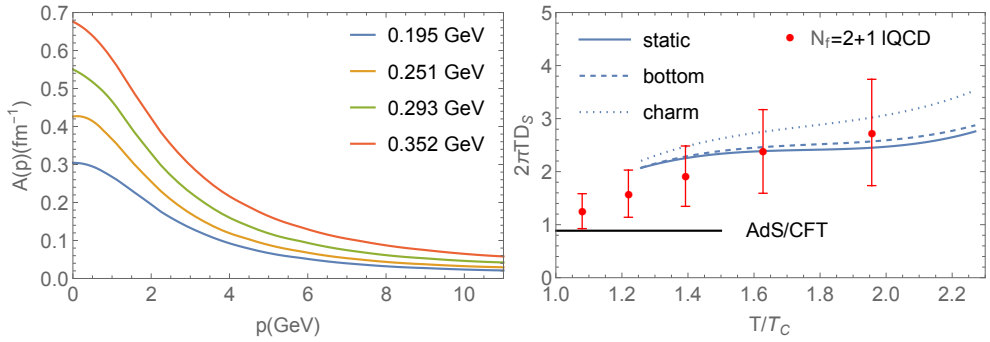 0.7
0.6
0.5
0.4
0.3
0.2
0.1
0.0
A(p)(fm⁻¹)
0.195 GeV
0.251 GeV
0.293 GeV
0.352 GeV
0 2 4 6 8 10
p(GeV)
5
4
3
2
1
0
2πTD_S
static
bottom
charm
N_f=2+1 lQCD
AdS/CFT
1.0 1.2 1.4 1.6 1.8 2.0 2.2
T/T_C